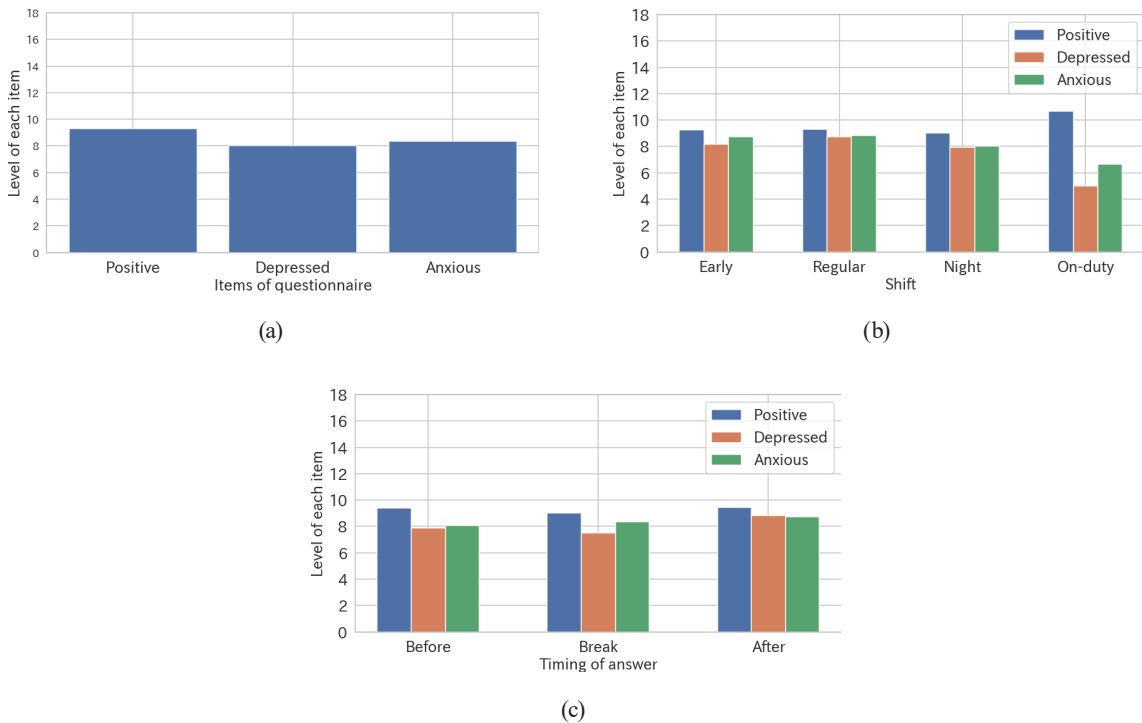 18
16
14
12
10
8
6
4
2
0
Level of each item
Positive
Depressed
Anxious
Items of questionnaire
(a)
18
16
14
12
10
8
6
4
2
0
Level of each item
Positive
Depressed
Anxious
Early
Regular
Night
On-duty
Shift
(b)
18
16
14
12
10
8
6
4
2
0
Level of each item
Positive
Depressed
Anxious
Before
Break
After
Timing of answer
(c)